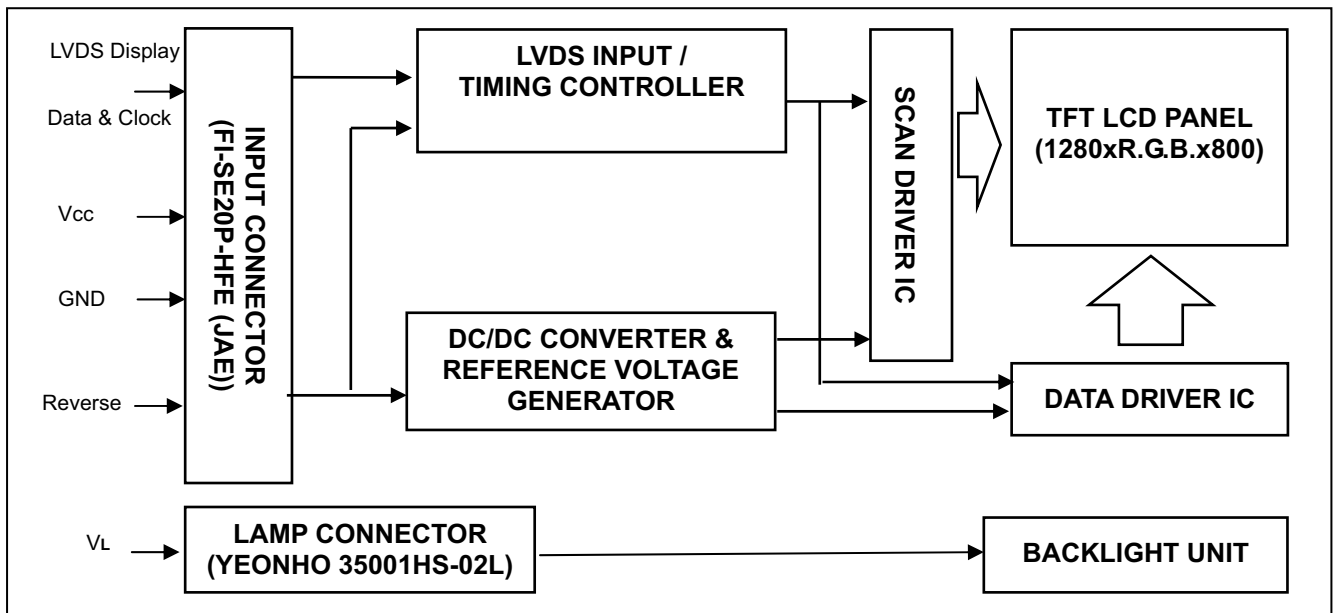 LVDS Display
Data & Clock
Vcc
GND
Reverse
VL
INPUT CONNECTOR
(FI-SE20P-HFE (JAE))
LVDS INPUT /
TIMING CONTROLLER
DC/DC CONVERTER &
REFERENCE VOLTAGE
GENERATOR
SCAN DRIVER IC
TFT LCD PANEL
(1280xR.G.B.x800)
DATA DRIVER IC
LAMP CONNECTOR
(YEONHO 35001HS-02L)
BACKLIGHT UNIT